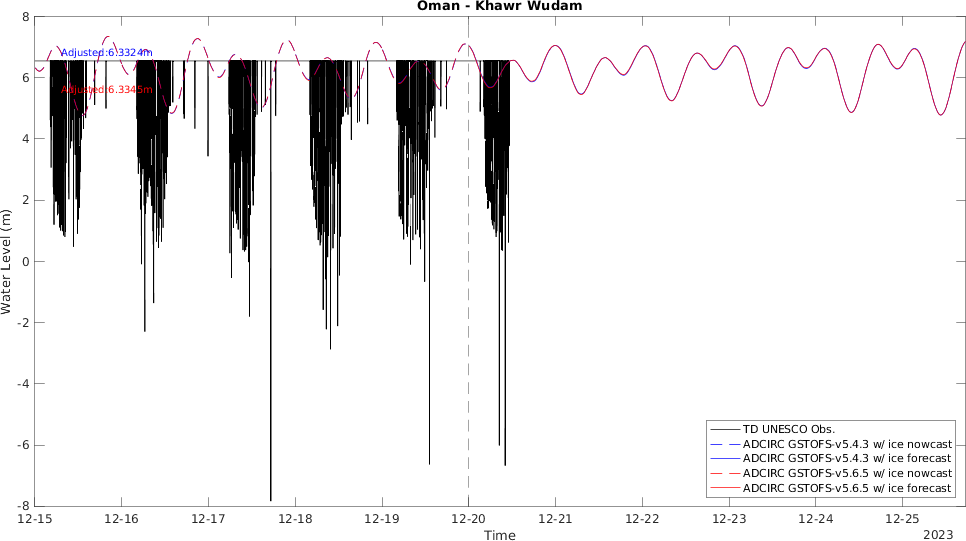 Oman - Khawr Wudam
8
6
4
2
0
-2
-4
-6
-8
Water Level (m)
Adjusted:6.3324m
Adjusted:6.3345m
TD UNESCO Obs.
ADCIRC GSTOFS-v5.4.3 w/ ice nowcast
ADCIRC GSTOFS-v5.4.3 w/ ice forecast
ADCIRC GSTOFS-v5.6.5 w/ ice nowcast
ADCIRC GSTOFS-v5.6.5 w/ ice forecast
12-15 12-16 12-17 12-18 12-19 12-20 12-21 12-22 12-23 12-24 12-25
Time
2023